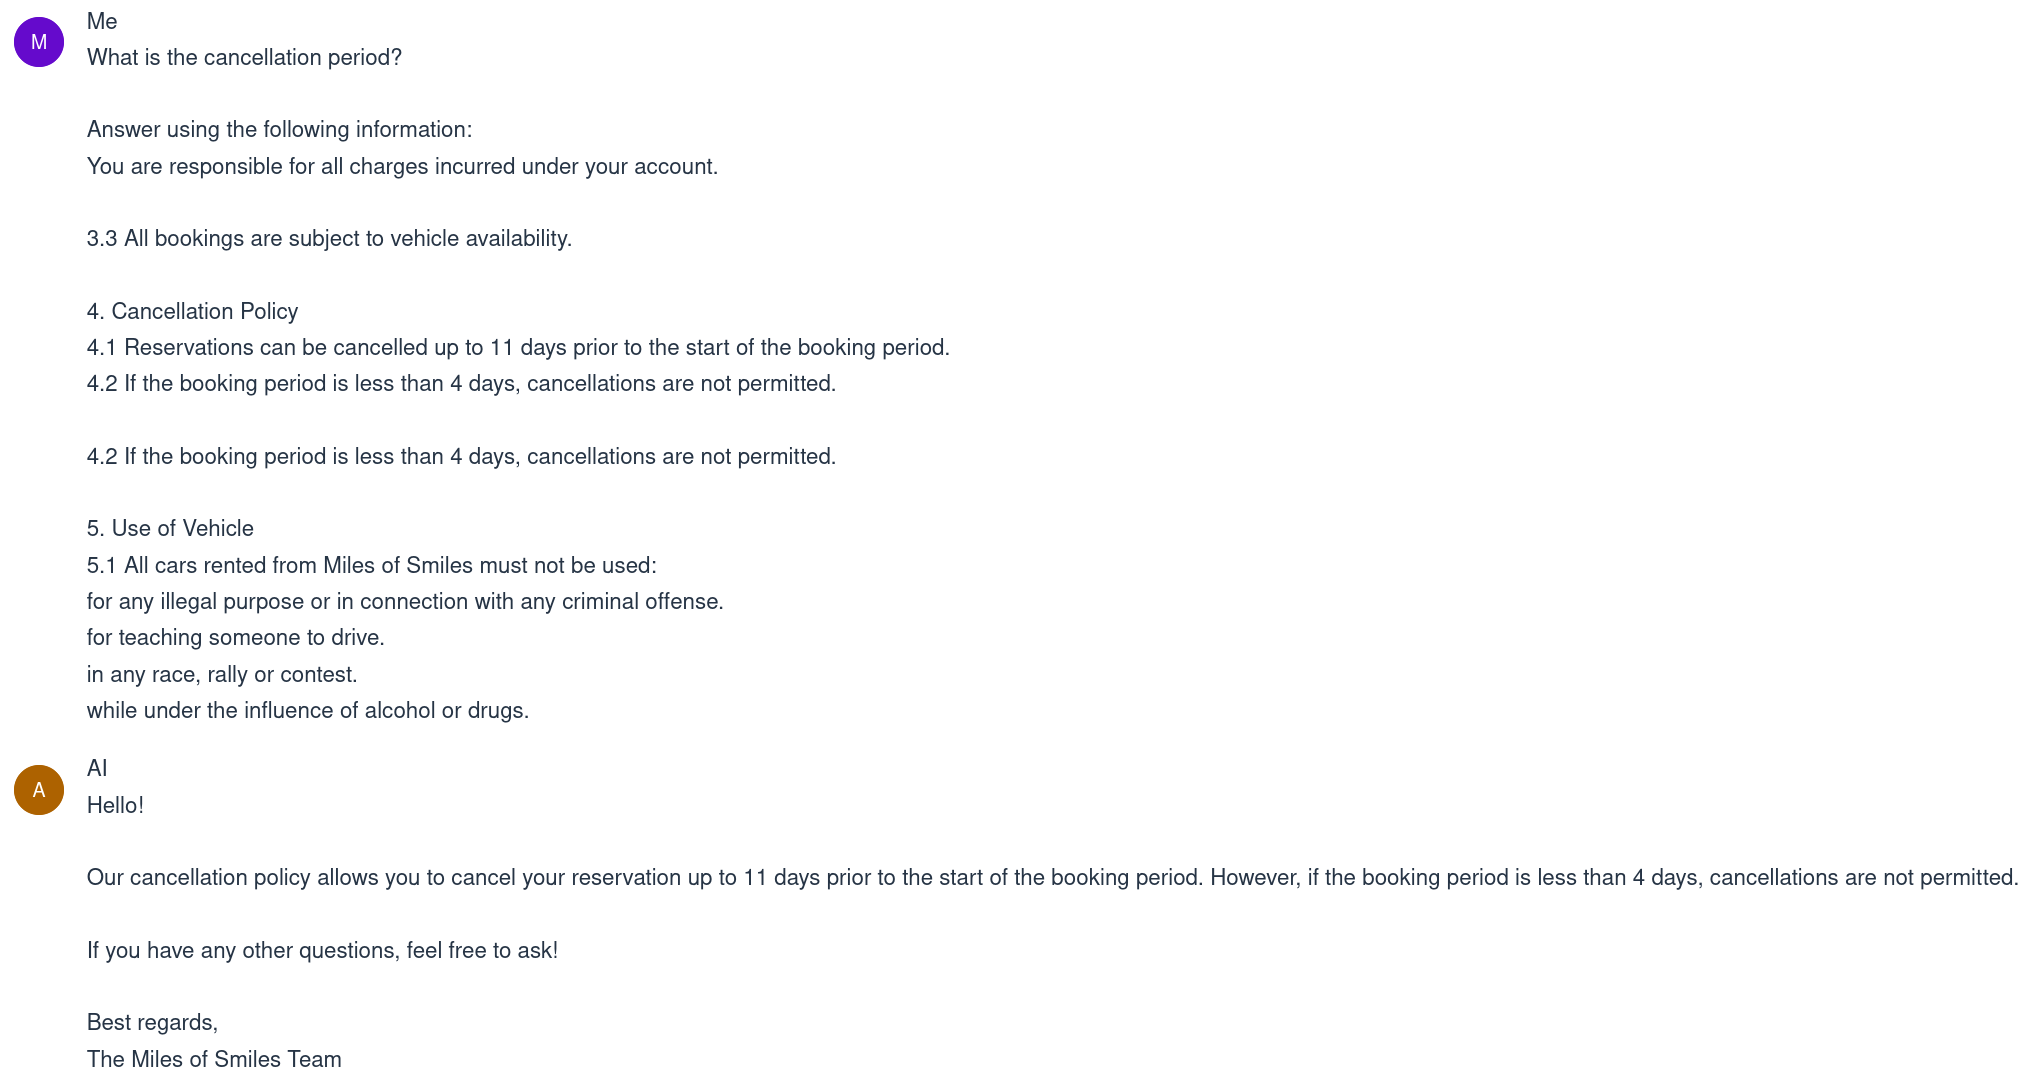 M
Me
What is the cancellation period?
Answer using the following information:
You are responsible for all charges incurred under your account.
3.3 All bookings are subject to vehicle availability.
4. Cancellation Policy
4.1 Reservations can be cancelled up to 11 days prior to the start of the booking period.
4.2 If the booking period is less than 4 days, cancellations are not permitted.
4.2 If the booking period is less than 4 days, cancellations are not permitted.
5. Use of Vehicle
5.1 All cars rented from Miles of Smiles must not be used:
for any illegal purpose or in connection with any criminal offense.
for teaching someone to drive.
in any race, rally or contest.
while under the influence of alcohol or drugs.
A
AI
Hello!
Our cancellation policy allows you to cancel your reservation up to 11 days prior to the start of the booking period. However, if the booking period is less than 4 days, cancellations are not permitted.
If you have any other questions, feel free to ask!
Best regards,
The Miles of Smiles Team